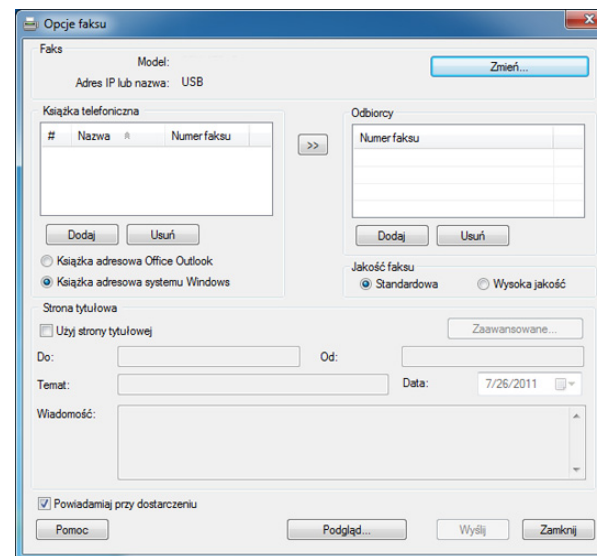 Opcje faksu
Faks
Model:
Zmień...
Adres IP lub nazwa: USB
Książka telefoniczna
# Nazwa Numer faksu
>>
Odbiorcy
Numer faksu
Dodaj Usuń
Dodaj Usuń
Książka adresowa Office Outlook
Książka adresowa systemu Windows
Jakość faksu
Standardowa Wysoka jakość
Strona tytułowa
Użyj strony tytułowej
Zaawansowane...
Do: Od:
Temat: Data: 7/26/2011
Wiadomość:
Powiadamiaj przy dostarczeniu
Pomoc Podgląd... Wyślij Zamknij